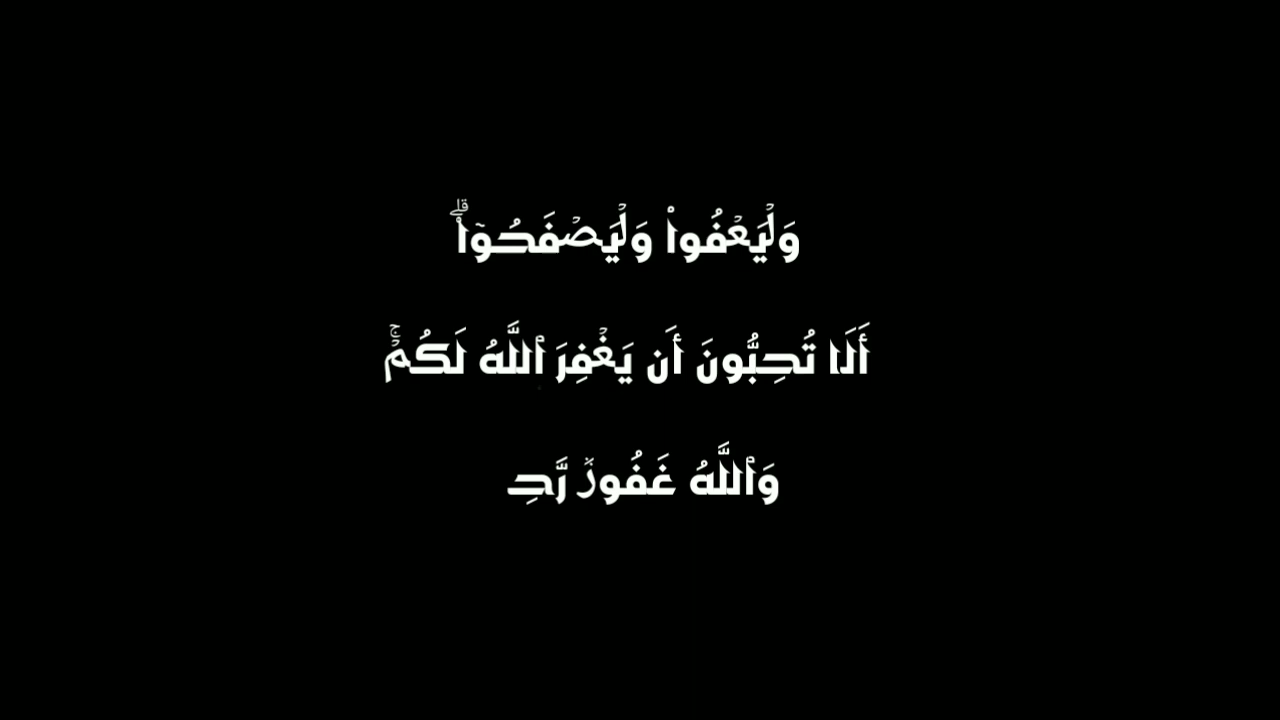 وَلۡيَعۡفُواْ وَلۡيَصۡفَحُوٓاْۗ
أَلَا تُحِبُّونَ أَن يَغۡفِرَ ٱللَّهُ لَكُمۡۚ
وَٱللَّهُ غَفُورٞ رَّحِ